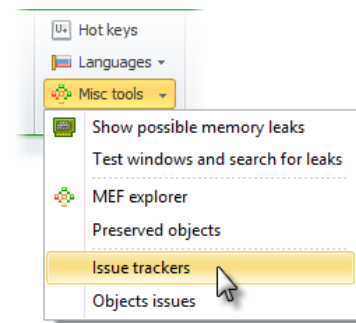 U+ Hot keys
Languages
Misc tools
Show possible memory leaks
Test windows and search for leaks
MEF explorer
Preserved objects
Issue trackers
Objects issues